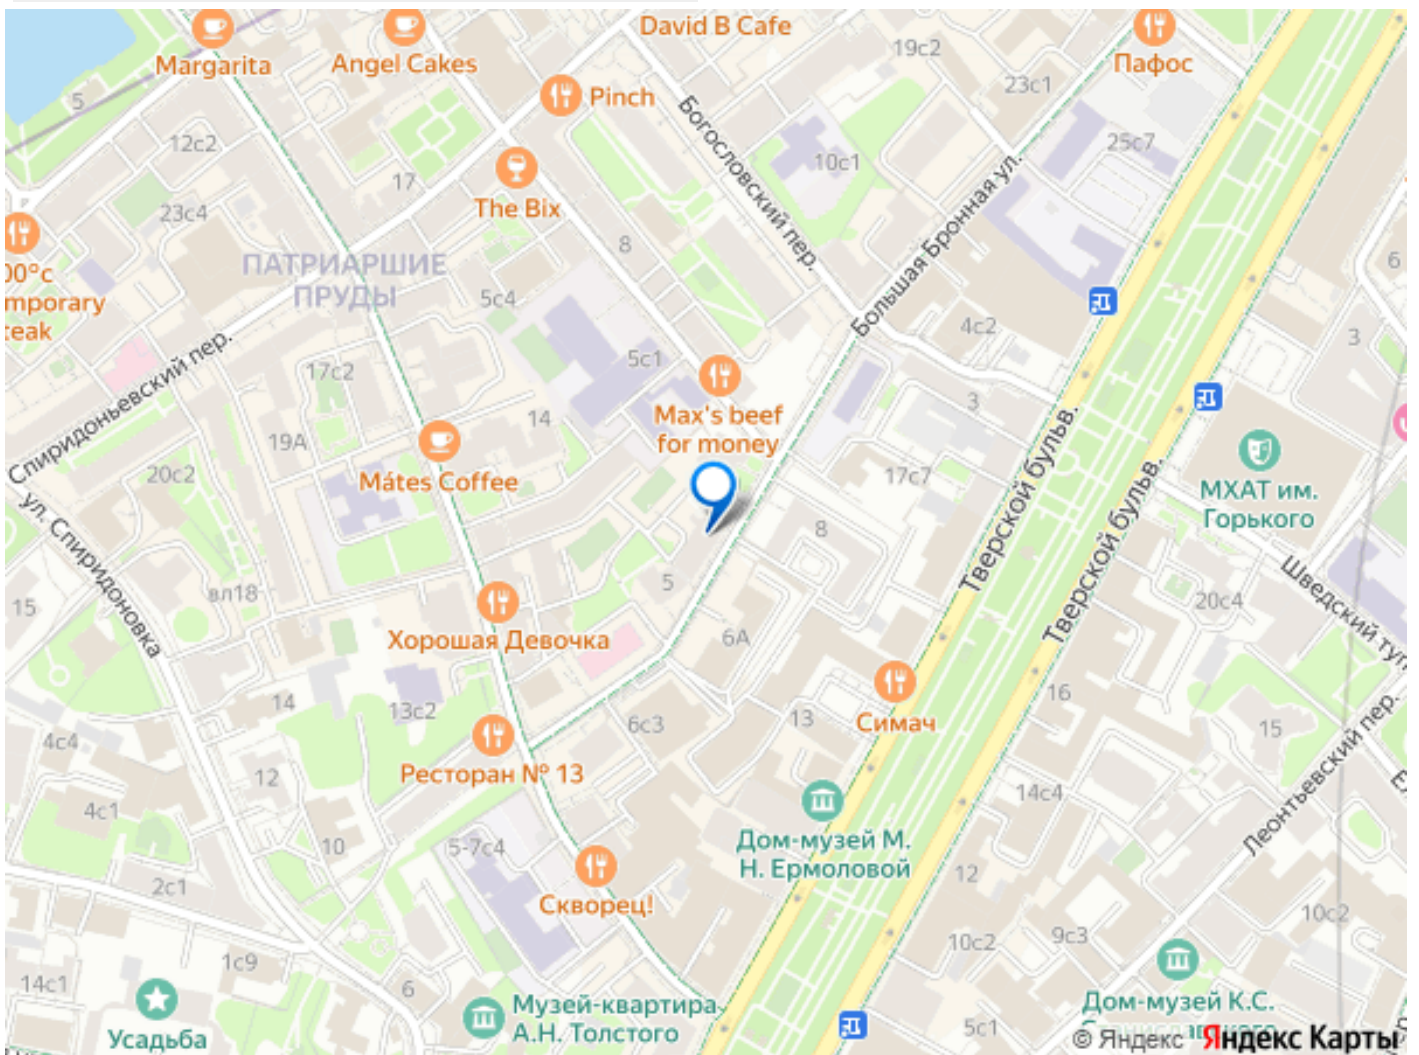 David B Cafe
Margarita
Angel Cakes
Пафос
19с2
23с1
5
Pinch
12с2
Богословский пер.
10с1
25с7
17
The Bix
23с4
8
Большая Бронная ул.
ПАТРИАРШИЕ
ПРУДЫ
00°c
mporary
teak
5с4
6
4с2
3
Спиридоньевский пер.
17с2
5с1
14
Max's beef
for money
3
19А
20с2
Mátes Coffee
17с7
Тверской бульв.
Тверской бульв.
МХАТ им.
Горького
ул. Спиридоновка
8
5
15
вл18
Хорошая Девочка
6А
20с4
Шведский туп
14
13с2
6с3
13
Симач
16
15
Леонтьевский пер.
4с4
12
Ресторан № 13
4с1
10
5-7с4
Дом-музей М.
Н. Ермоловой
14с4
12
2с1
Скворец!
10с2
9с3
10с2
1с9
14с1
6
Усадьба
Музей-квартира
А.Н. Толстого
Дом-музей К.С.
5с1
© Яндекс Яндекс Карты